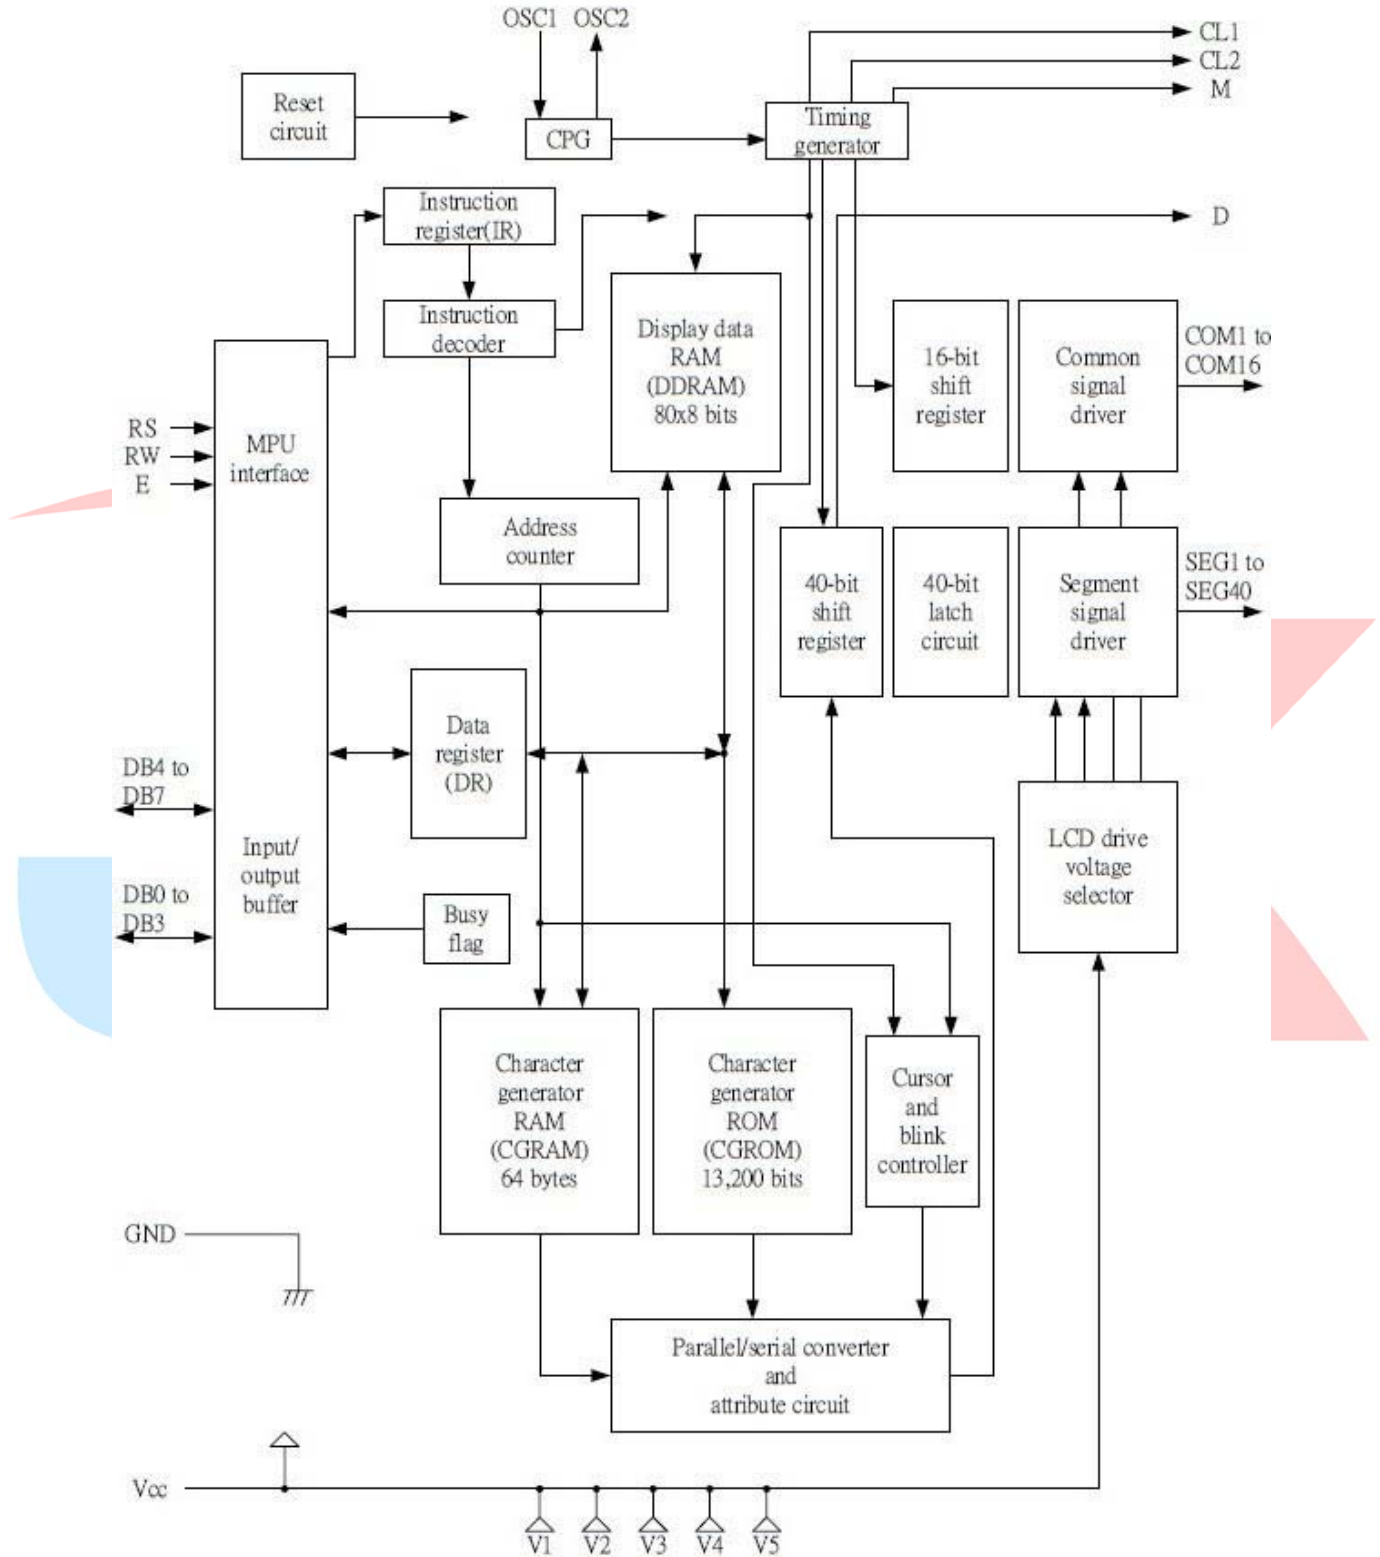 OSC1 OSC2
CL1
CL2
M
Reset
circuit
CPG
Timing
generator
Instruction
register(IR)
D
Instruction
decoder
Display data
RAM
(DDRAM)
80x8 bits
16-bit
shift
register
Common
signal
driver
COM1 to
COM16
RS
RW
E
MPU
interface
Address
counter
40-bit
shift
register
40-bit
latch
circuit
Segment
signal
driver
SEG1 to
SEG40
Data
register
(DR)
DB4 to
DB7
Input/
output
buffer
LCD drive
voltage
selector
DB0 to
DB3
Busy
flag
Character
generator
RAM
(CGRAM)
64 bytes
Character
generator
ROM
(CGROM)
13,200 bits
Cursor
and
blink
controller
GND
Parallel/serial converter
and
attribute circuit
Vcc
V1 V2 V3 V4 V5